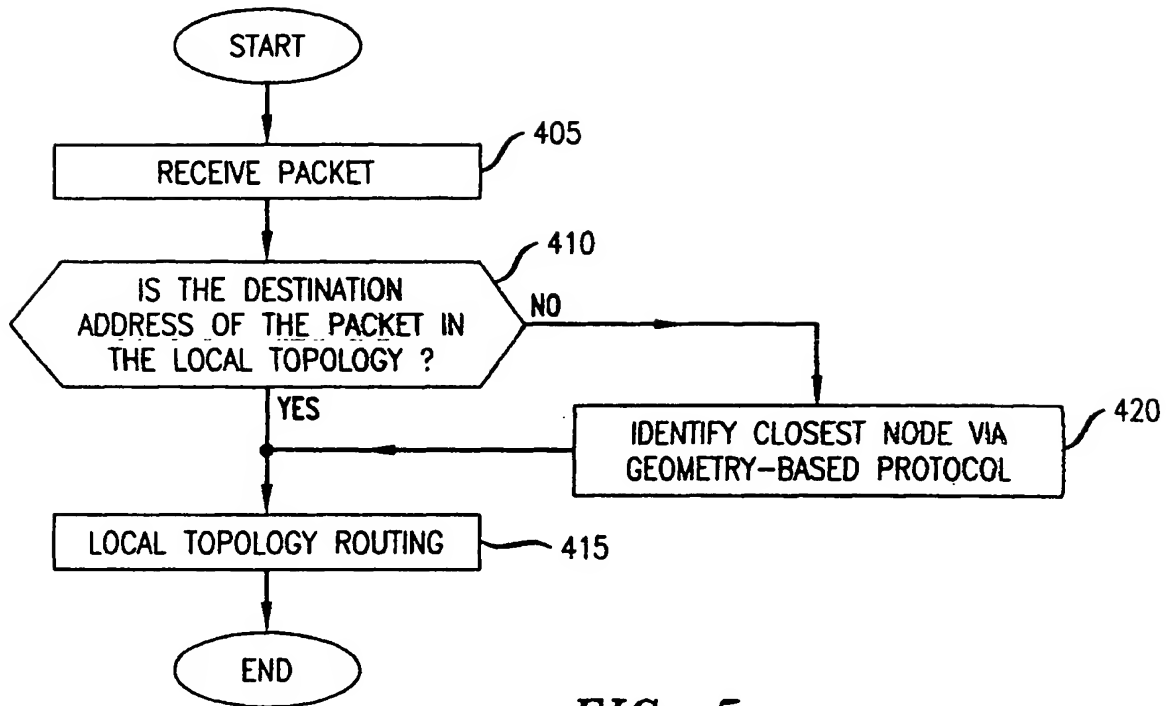 START
405
RECEIVE PACKET
410
IS THE DESTINATION
ADDRESS OF THE PACKET IN
THE LOCAL TOPOLOGY ?
NO
YES
420
IDENTIFY CLOSEST NODE VIA
GEOMETRY-BASED PROTOCOL
LOCAL TOPOLOGY ROUTING
415
END